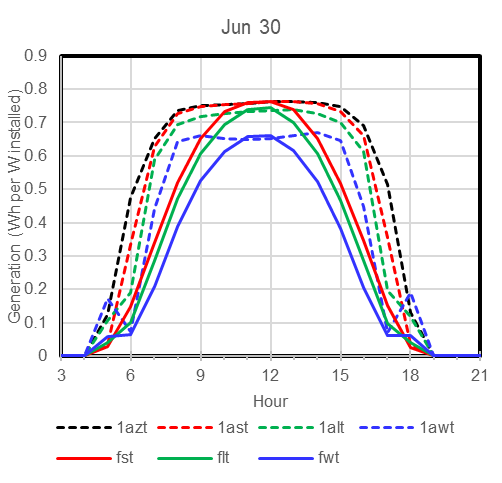 Jun 30
0.9
0.8
0.7
0.6
0.5
0.4
0.3
0.2
0.1
0
Generation (Wh per W installed)
3 6 9 12 15 18 21
Hour
1azt 1ast 1alt 1awt
fst flt fwt